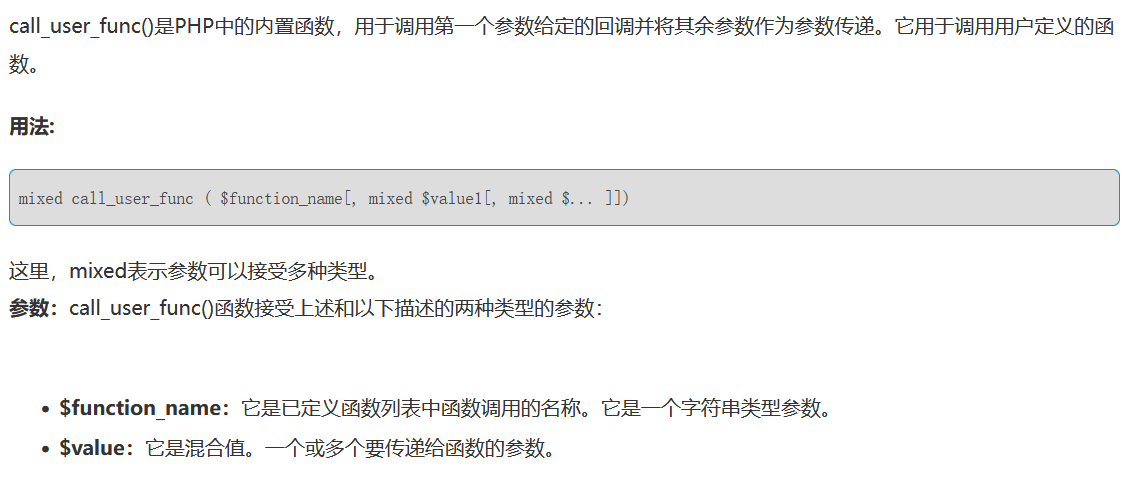 call_user_func()是PHP中的内置函数，用于调用第一个参数给定的回调并将其余参数作为参数传递。它用于调用用户定义的函
数。
用法:
mixed call_user_func ( $function_name[, mixed $value1[, mixed $... ]])
这里，mixed表示参数可以接受多种类型。
参数：call_user_func()函数接受上述和以下描述的两种类型的参数：
• $function_name：它是已定义函数列表中函数调用的名称。它是一个字符串类型参数。
• $value：它是混合值。一个或多个要传递给函数的参数。